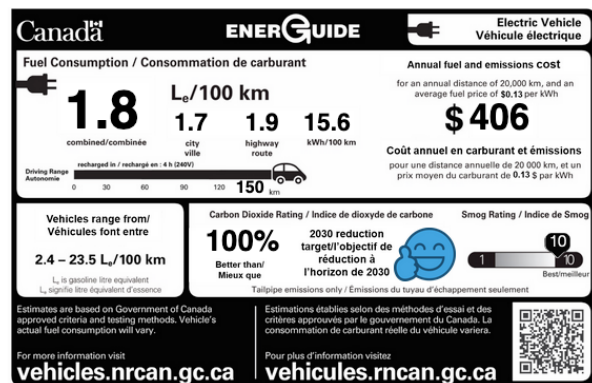 Canada
ENERGUIDE
Electric Vehicle
Véhicule électrique
Fuel Consumption / Consommation de carburant
1.8
combined/combinée
Le/100 km
1.7
city
ville
1.9
highway
route
15.6
kWh/100 km
Driving Range
Autonomie
recharged in / rechargé en : 4 h (240V)
0 30 60 90 120 150 km
Annual fuel and emissions COST
for an annual distance of 20,000 km, and an
average fuel price of $0.13 per kWh
$ 406
Coût annuel en carburant et émissions
pour une distance annuelle de 20 000 km, et un
prix moyen du carburant de 0.13 $ par kWh
Vehicles range from/
Véhicules font entre
2.4 – 23.5 Le/100 km
Le is gasoline litre equivalent
Le signifie litre équivalent d'essence
Carbon Dioxide Rating / Indice de dioxyde de carbone
100%
Better than/
Mieux que
2030 reduction
target/l'objectif de
réduction à
l'horizon de 2030
Smog Rating / Indice de Smog
10
1
10
Best/meilleur
Tailpipe emissions only / Émissions du tuyau d'échappement seulement
Estimates are based on Government of Canada
approved criteria and testing methods. Vehicle's
actual fuel consumption will vary.
For more information visit
vehicles.nrcan.gc.ca
Estimations établies selon des méthodes d'essai et des
critères approuvés par le gouvernement du Canada. La
consommation de carburant réelle du véhicule variera.
Pour plus d'information visitez
vehicules.rncan.gc.ca